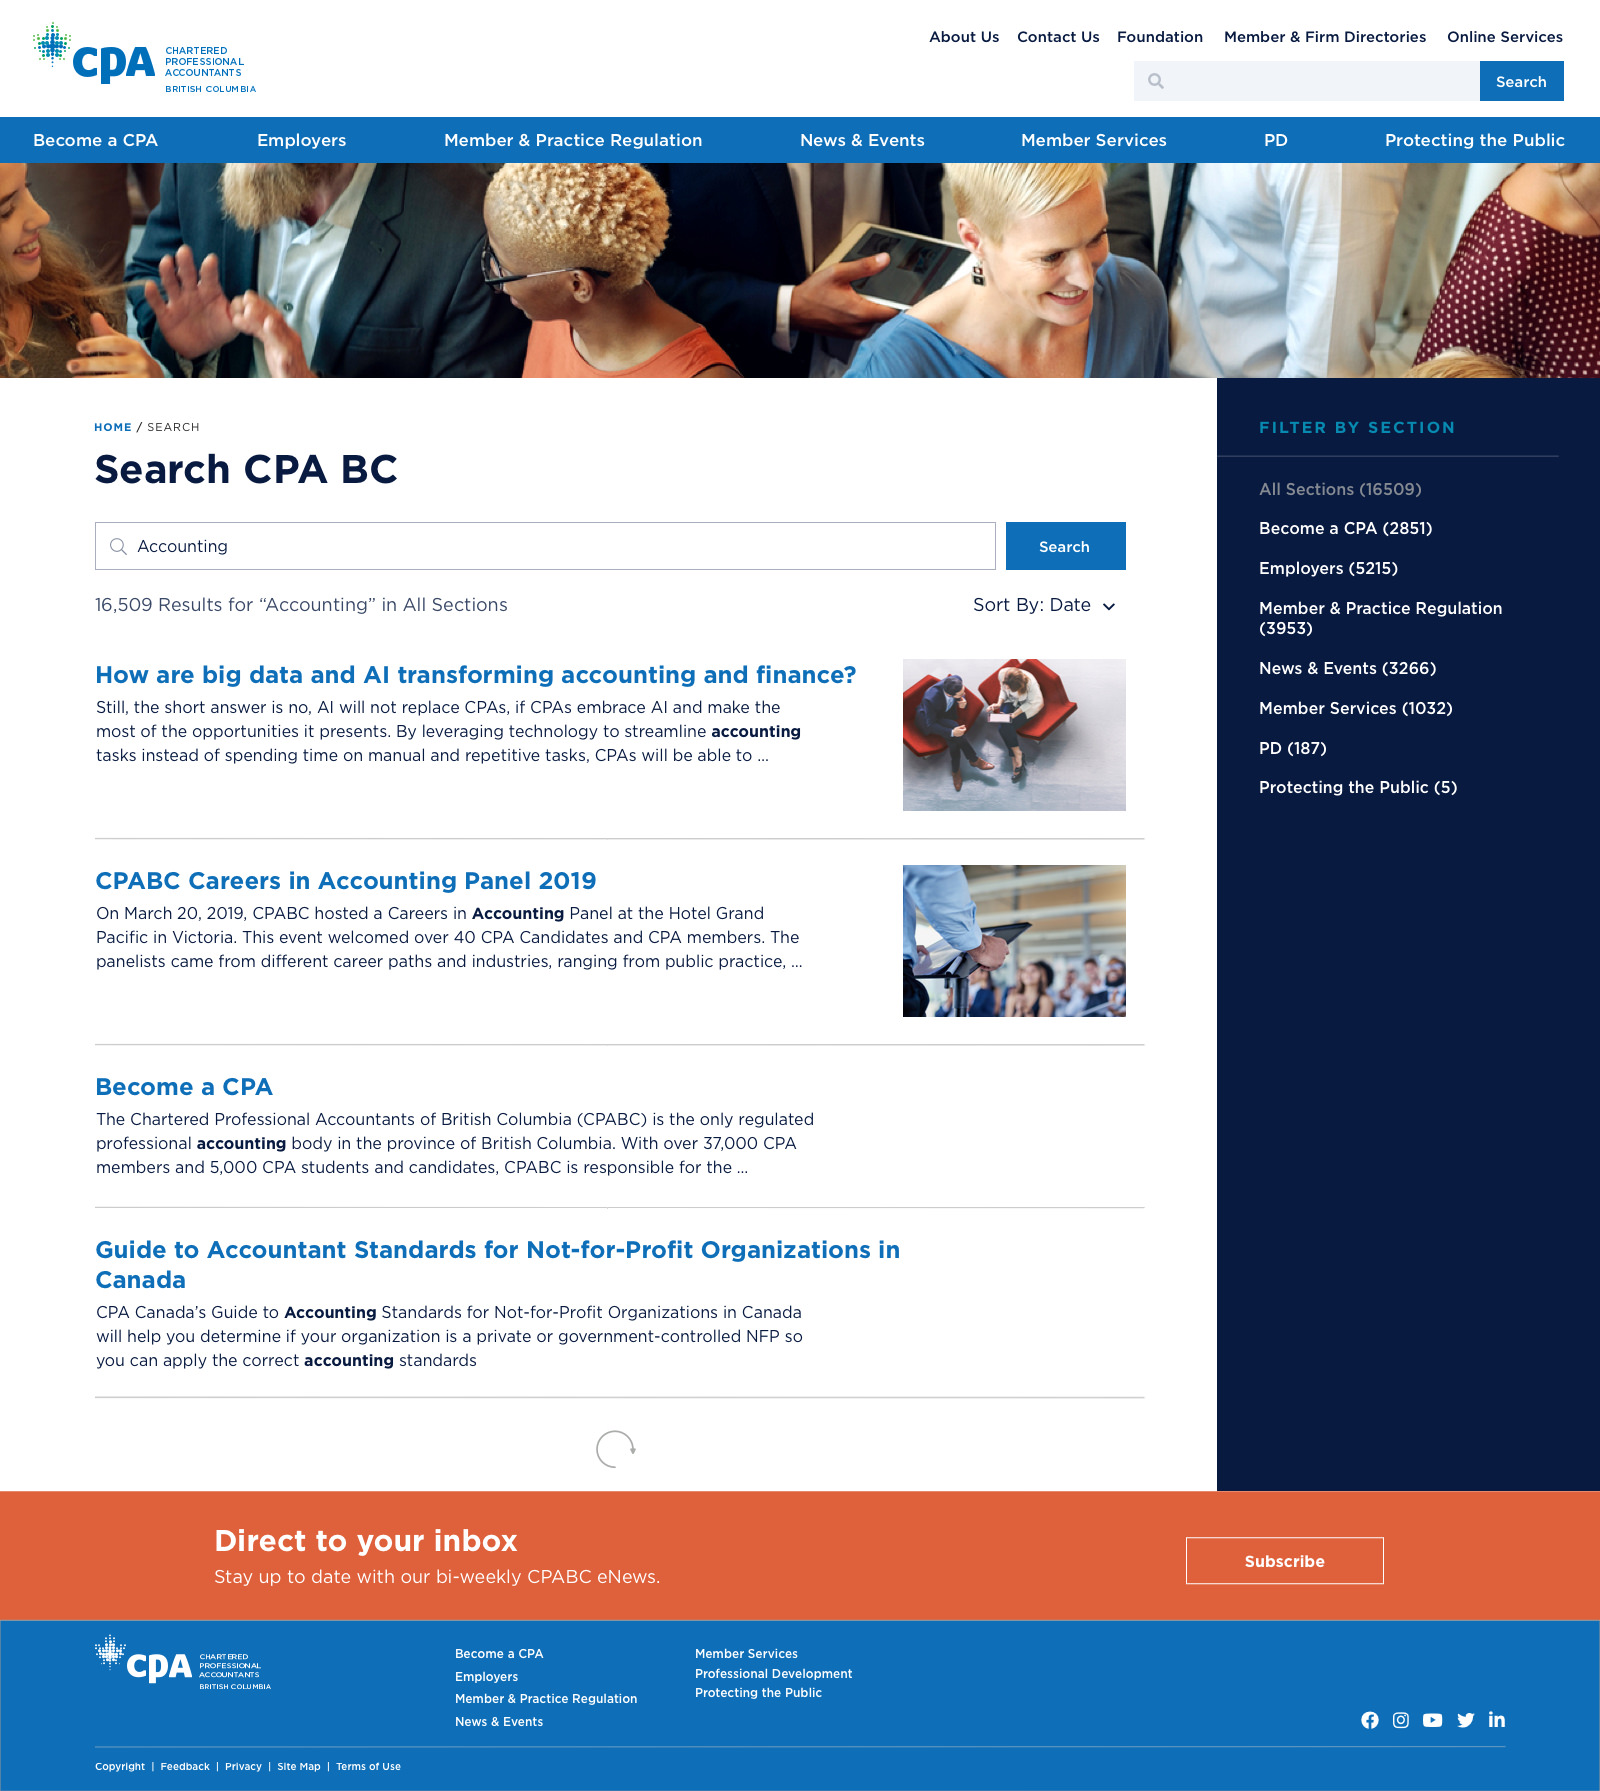 cpa
CHARTERED
PROFESSIONAL
ACCOUNTANTS
BRITISH COLUMBIA
About Us Contact Us Foundation Member & Firm Directories Online Services
Search
Become a CPA Employers Member & Practice Regulation News & Events Member Services PD Protecting the Public
HOME / SEARCH
Search CPA BC
Accounting
Search
16,509 Results for “Accounting” in All Sections
Sort By: Date
How are big data and AI transforming accounting and finance?
Still, the short answer is no, AI will not replace CPAs, if CPAs embrace AI and make the
most of the opportunities it presents. By leveraging technology to streamline accounting
tasks instead of spending time on manual and repetitive tasks, CPAs will be able to ...
CPABC Careers in Accounting Panel 2019
On March 20, 2019, CPABC hosted a Careers in Accounting Panel at the Hotel Grand
Pacific in Victoria. This event welcomed over 40 CPA Candidates and CPA members. The
panelists came from different career paths and industries, ranging from public practice, ...
Become a CPA
The Chartered Professional Accountants of British Columbia (CPABC) is the only regulated
professional accounting body in the province of British Columbia. With over 37,000 CPA
members and 5,000 CPA students and candidates, CPABC is responsible for the ...
Guide to Accountant Standards for Not-for-Profit Organizations in
Canada
CPA Canada’s Guide to Accounting Standards for Not-for-Profit Organizations in Canada
will help you determine if your organization is a private or government-controlled NFP so
you can apply the correct accounting standards
FILTER BY SECTION
All Sections (16509)
Become a CPA (2851)
Employers (5215)
Member & Practice Regulation
(3953)
News & Events (3266)
Member Services (1032)
PD (187)
Protecting the Public (5)
Direct to your inbox
Stay up to date with our bi-weekly CPABC eNews.
Subscribe
cpa
CHARTERED
PROFESSIONAL
ACCOUNTANTS
BRITISH COLUMBIA
Become a CPA
Employers
Member & Practice Regulation
News & Events
Member Services
Professional Development
Protecting the Public
Copyright | Feedback | Privacy | Site Map | Terms of Use